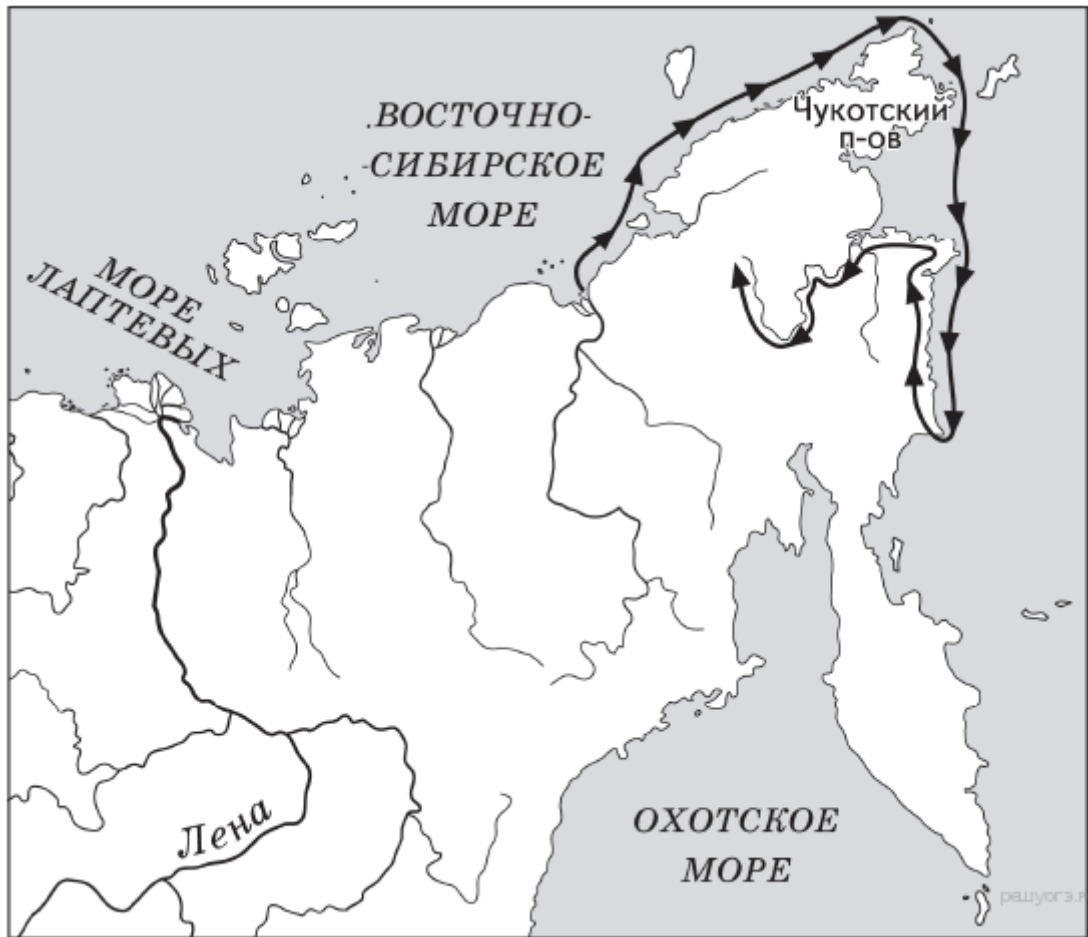 Чукотский
п-ов
.ВОСТОЧНО-
-СИБИРСКОЕ
МОРЕ
МОРЕ
ЛАПТЕВЫХ
Лена
ОХОТСКОЕ
МОРЕ